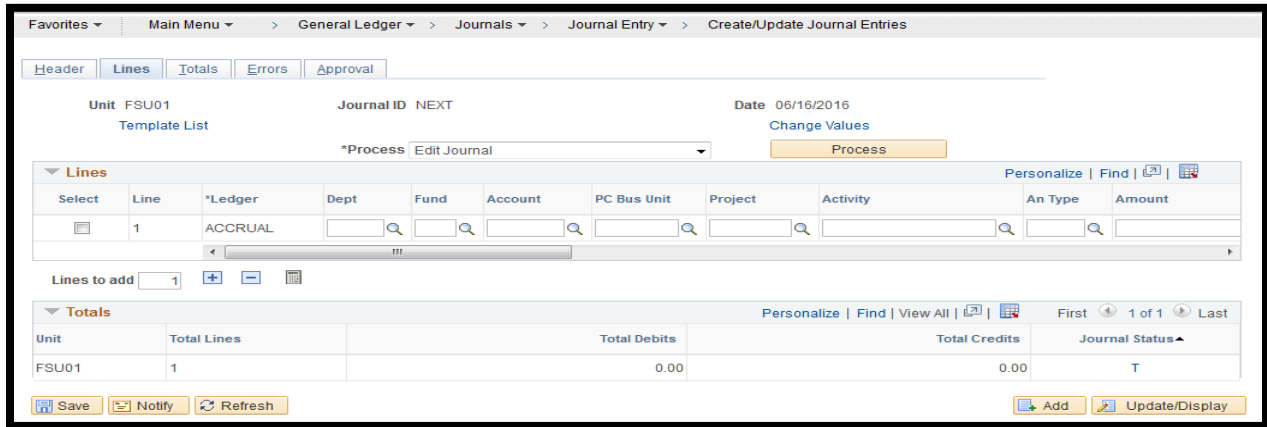 Favorites Main Menu > General Ledger > Journals > Journal Entry > Create/Update Journal Entries
Header Lines Totals Errors Approval
Unit FSU01 Journal ID NEXT Date 06/16/2016
Template List Change Values
*Process Edit Journal Process
Lines Personalize | Find |
Select Line *Ledger Dept Fund Account PC Bus Unit Project Activity An Type Amount
1 ACCRUAL
Lines to add 1
Totals Personalize | Find | View All | First 1 of 1 Last
Unit Total Lines Total Debits Total Credits Journal Status
FSU01 1 0.00 0.00 T
Save Notify Refresh Add Update/Display